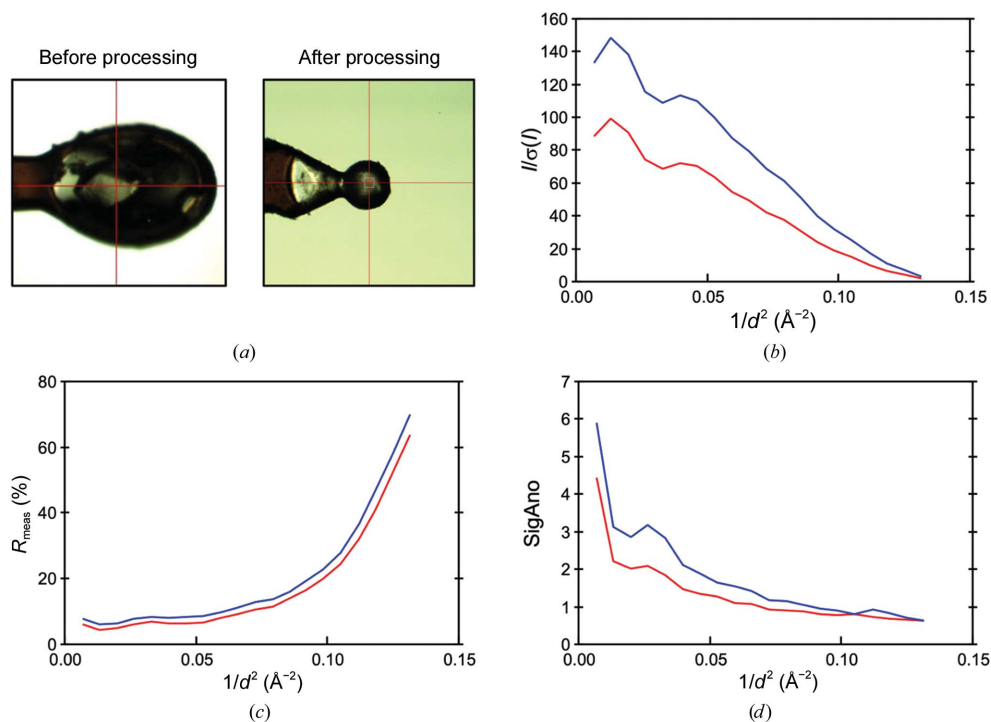 Before processing
After processing
(a)
160
140
120
100
80
60
40
20
0
I/σ(I)
0.00
0.05
0.10
0.15
1/d² (Å⁻²)
(b)
80
60
40
20
0
Rmeas (%)
0.00
0.05
0.10
0.15
1/d² (Å⁻²)
(c)
7
6
5
4
3
2
1
0
SigAno
0.00
0.05
0.10
0.15
1/d² (Å⁻²)
(d)